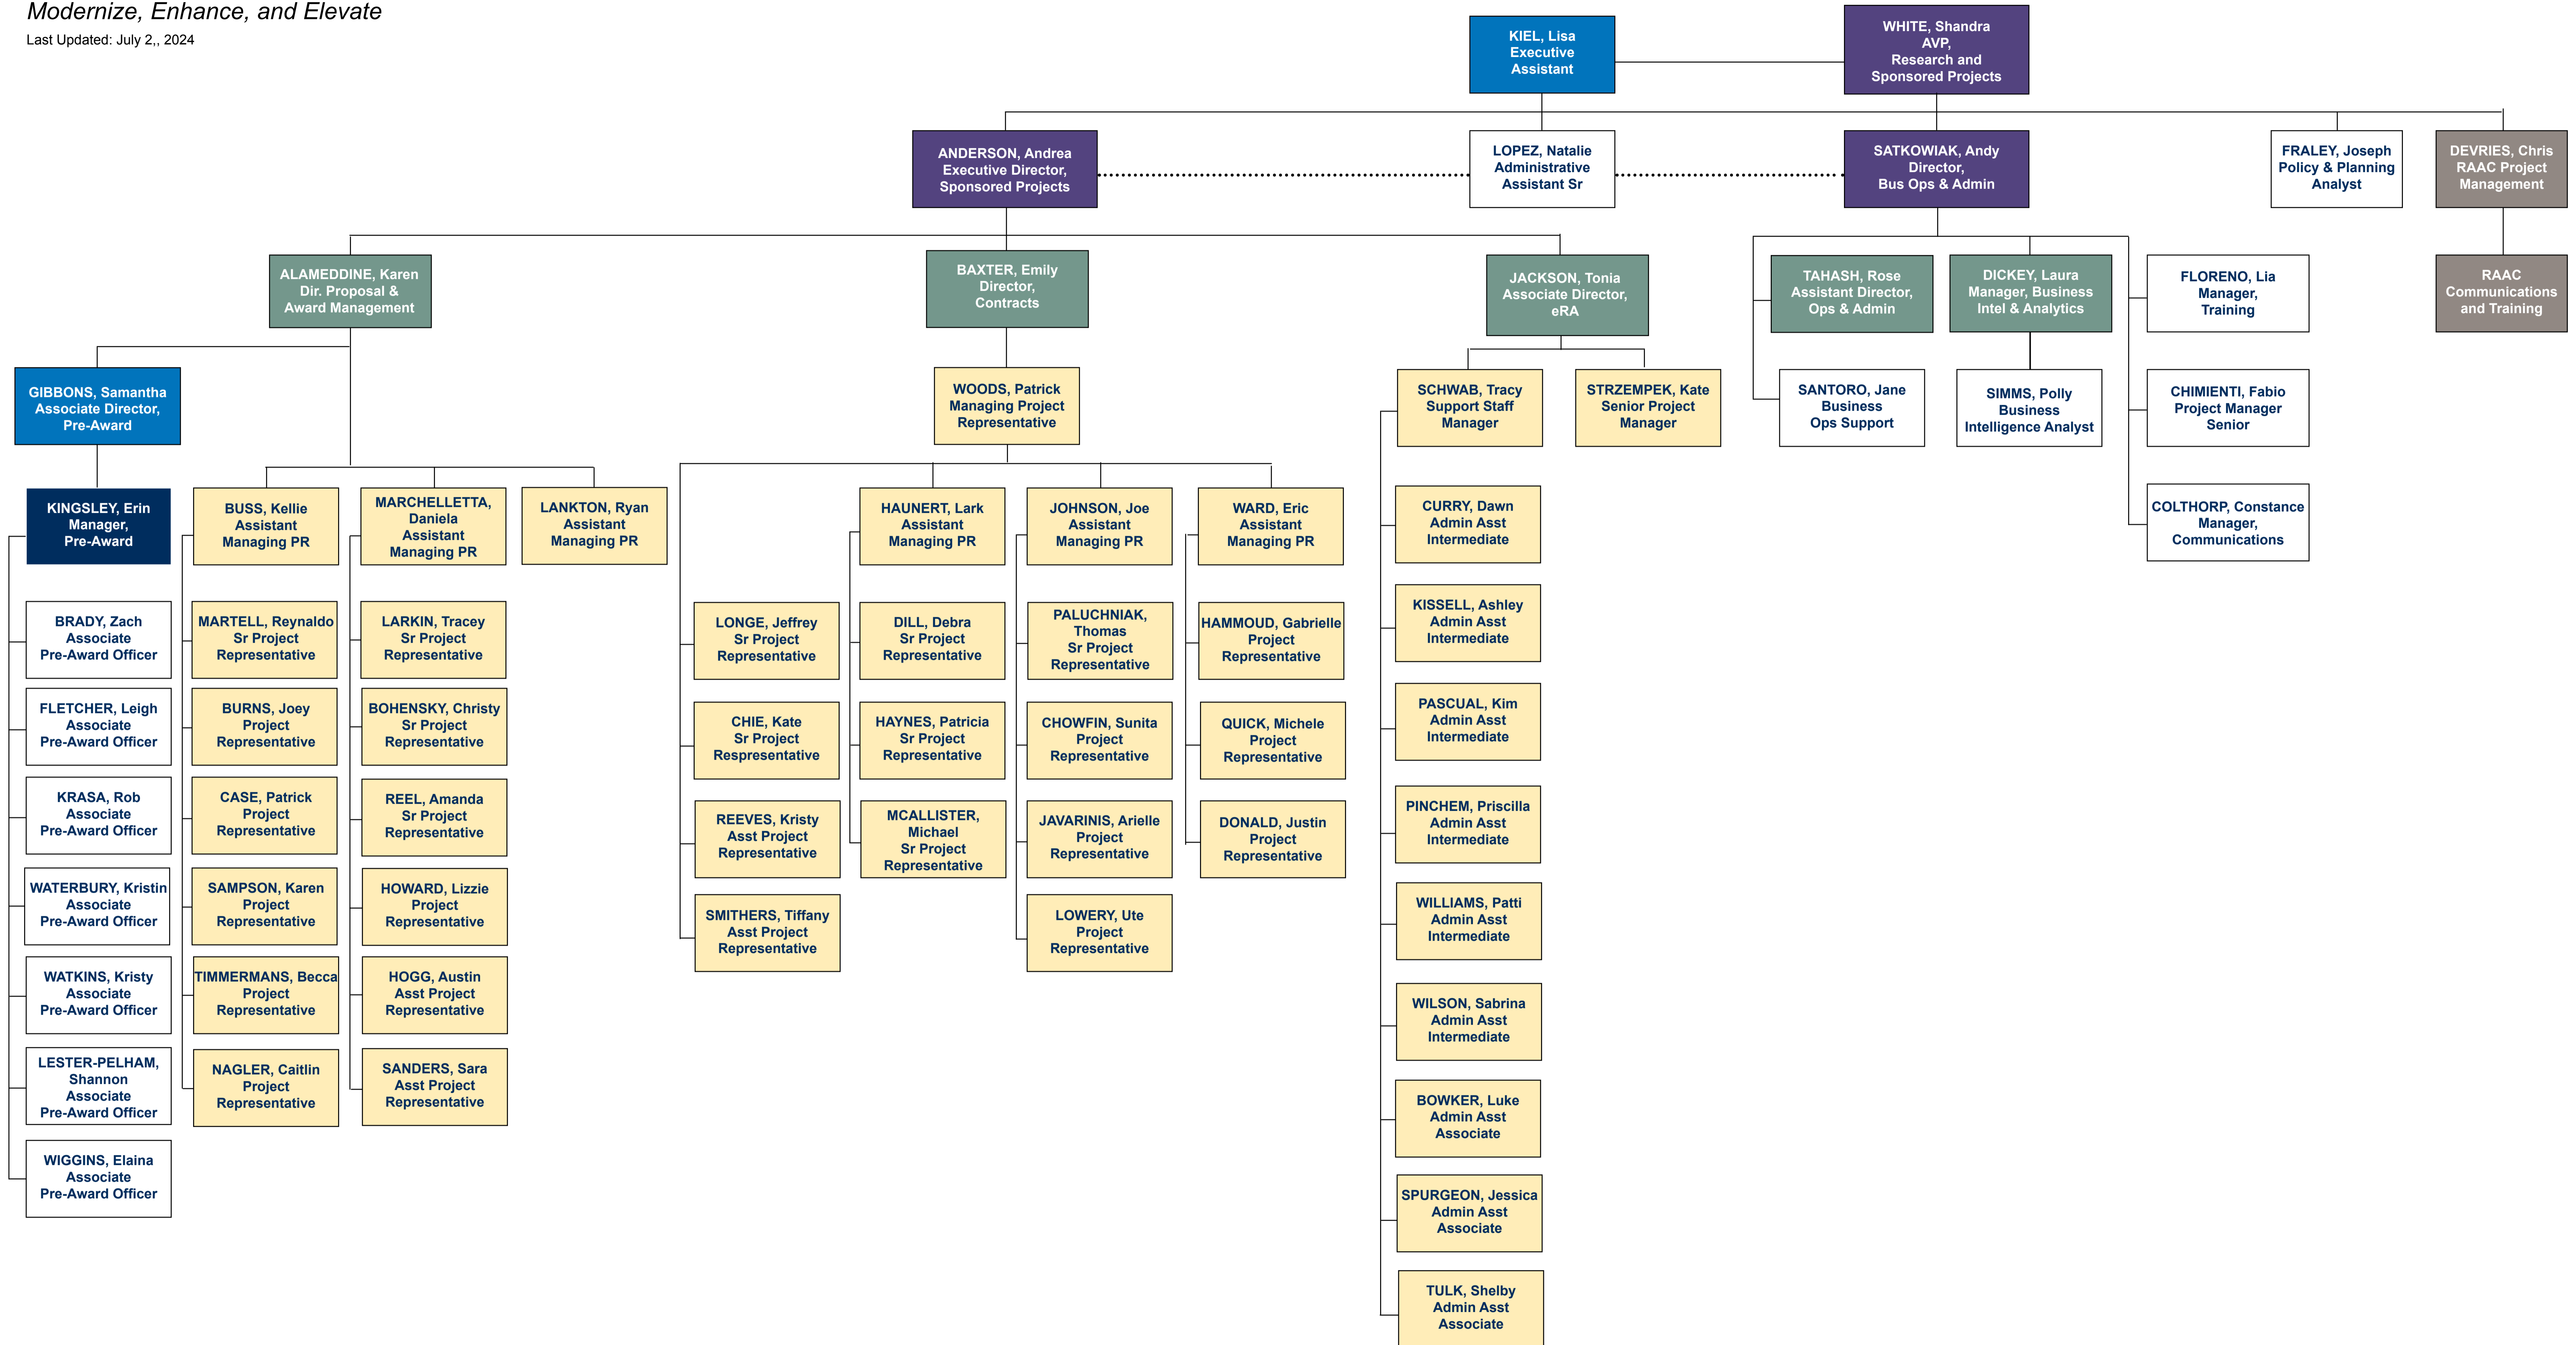 Modernize, Enhance, and Elevate
Last Updated: July 2,, 2024
KIEL, Lisa
Executive
Assistant
WHITE, Shandra
AVP,
Research and
Sponsored Projects
ANDERSON, Andrea
Executive Director,
Sponsored Projects
LOPEZ, Natalie
Administrative
Assistant Sr
SATKOWIAK, Andy
Director,
Bus Ops & Admin
FRALEY, Joseph
Policy & Planning
Analyst
DEVRIES, Chris
RAAC Project
Management
ALAMEDDINE, Karen
Dir. Proposal &
Award Management
BAXTER, Emily
Director,
Contracts
JACKSON, Tonia
Associate Director,
eRA
TAHASH, Rose
Assistant Director,
Ops & Admin
DICKEY, Laura
Manager, Business
Intel & Analytics
FLORENO, Lia
Manager,
Training
RAAC
Communications
and Training
GIBBONS, Samantha
Associate Director,
Pre-Award
WOODS, Patrick
Managing Project
Representative
SCHWAB, Tracy
Support Staff
Manager
STRZEMPEK, Kate
Senior Project
Manager
SANTORO, Jane
Business
Ops Support
SIMMS, Polly
Business
Intelligence Analyst
CHIMIENTI, Fabio
Project Manager
Senior
KINGSLEY, Erin
Manager,
Pre-Award
BUSS, Kellie
Assistant
Managing PR
MARCHELLETTA,
Daniela
Assistant
Managing PR
LANKTON, Ryan
Assistant
Managing PR
HAUNERT, Lark
Assistant
Managing PR
JOHNSON, Joe
Assistant
Managing PR
WARD, Eric
Assistant
Managing PR
CURRY, Dawn
Admin Asst
Intermediate
COLTHORP, Constance
Manager,
Communications
BRADY, Zach
Associate
Pre-Award Officer
MARTELL, Reynaldo
Sr Project
Representative
LARKIN, Tracey
Sr Project
Representative
LONGE, Jeffrey
Sr Project
Representative
DILL, Debra
Sr Project
Representative
PALUCHNIAK,
Thomas
Sr Project
Representative
HAMMOUD, Gabrielle
Project
Representative
KISSELL, Ashley
Admin Asst
Intermediate
FLETCHER, Leigh
Associate
Pre-Award Officer
BURNS, Joey
Project
Representative
BOHENSKY, Christy
Sr Project
Representative
CHIE, Kate
Sr Project
Respresentative
HAYNES, Patricia
Sr Project
Representative
CHOWFIN, Sunita
Project
Representative
QUICK, Michele
Project
Representative
PASCUAL, Kim
Admin Asst
Intermediate
KRASA, Rob
Associate
Pre-Award Officer
CASE, Patrick
Project
Representative
REEL, Amanda
Sr Project
Representative
REEVES, Kristy
Asst Project
Representative
MCALLISTER,
Michael
Sr Project
Representative
JAVARINIS, Arielle
Project
Representative
DONALD, Justin
Project
Representative
PINCHEM, Priscilla
Admin Asst
Intermediate
WATERBURY, Kristin
Associate
Pre-Award Officer
SAMPSON, Karen
Project
Representative
HOWARD, Lizzie
Project
Representative
SMITHERS, Tiffany
Asst Project
Representative
LOWERY, Ute
Project
Representative
WILLIAMS, Patti
Admin Asst
Intermediate
WATKINS, Kristy
Associate
Pre-Award Officer
TIMMERMANS, Becca
Project
Representative
HOGG, Austin
Asst Project
Representative
WILSON, Sabrina
Admin Asst
Intermediate
LESTER-PELHAM,
Shannon
Associate
Pre-Award Officer
NAGLER, Caitlin
Project
Representative
SANDERS, Sara
Asst Project
Representative
BOWKER, Luke
Admin Asst
Associate
WIGGINS, Elaina
Associate
Pre-Award Officer
SPURGEON, Jessica
Admin Asst
Associate
TULK, Shelby
Admin Asst
Associate